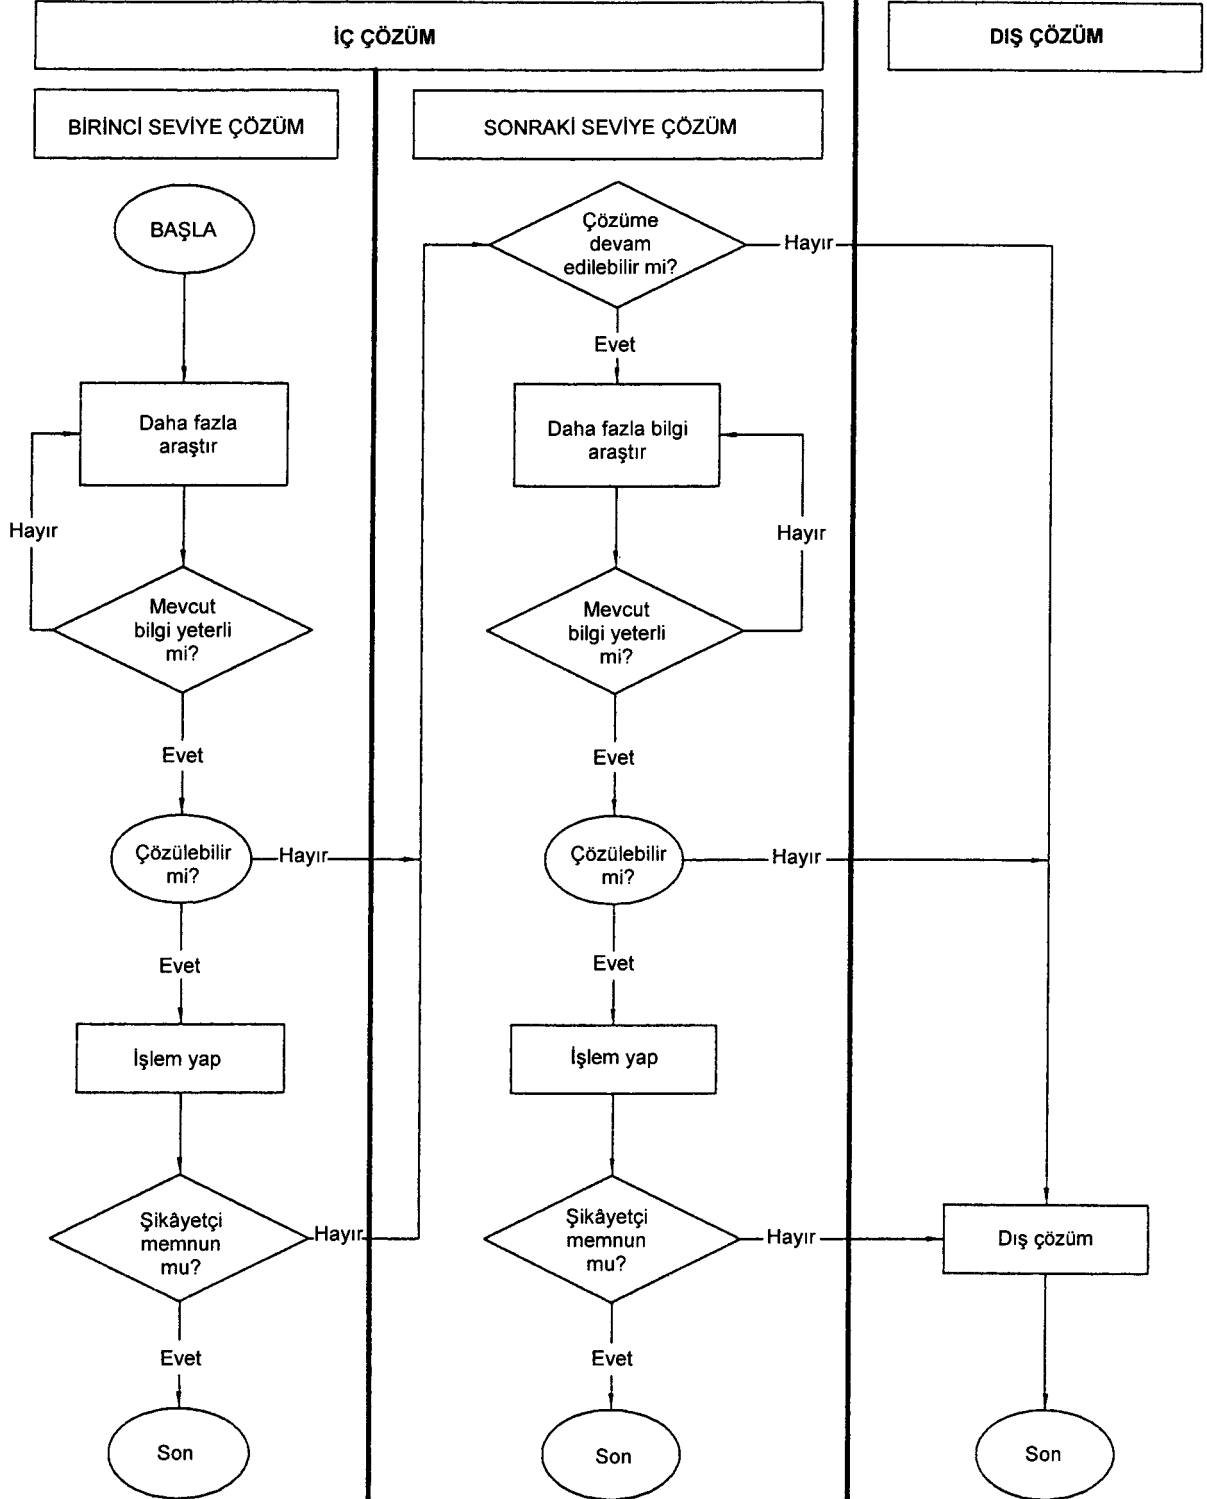 İÇ ÇÖZÜM
DIŞ ÇÖZÜM
BİRİNCİ SEVİYE ÇÖZÜM
SONRAKİ SEVİYE ÇÖZÜM
BAŞLA
Daha fazla
araştır
Hayır
Mevcut
bilgi yeterli
mi?
Evet
Çözülebilir
mi?
Hayır
Evet
İşlem yap
Şikâyetçi
memnun
mu?
Hayır
Evet
Son
Çözüme
devam
edilebilir mi?
Hayır
Evet
Daha fazla bilgi
araştır
Hayır
Mevcut
bilgi yeterli
mi?
Evet
Çözülebilir
mi?
Hayır
Evet
İşlem yap
Şikâyetçi
memnun
mu?
Hayır
Evet
Son
Dış çözüm
Son